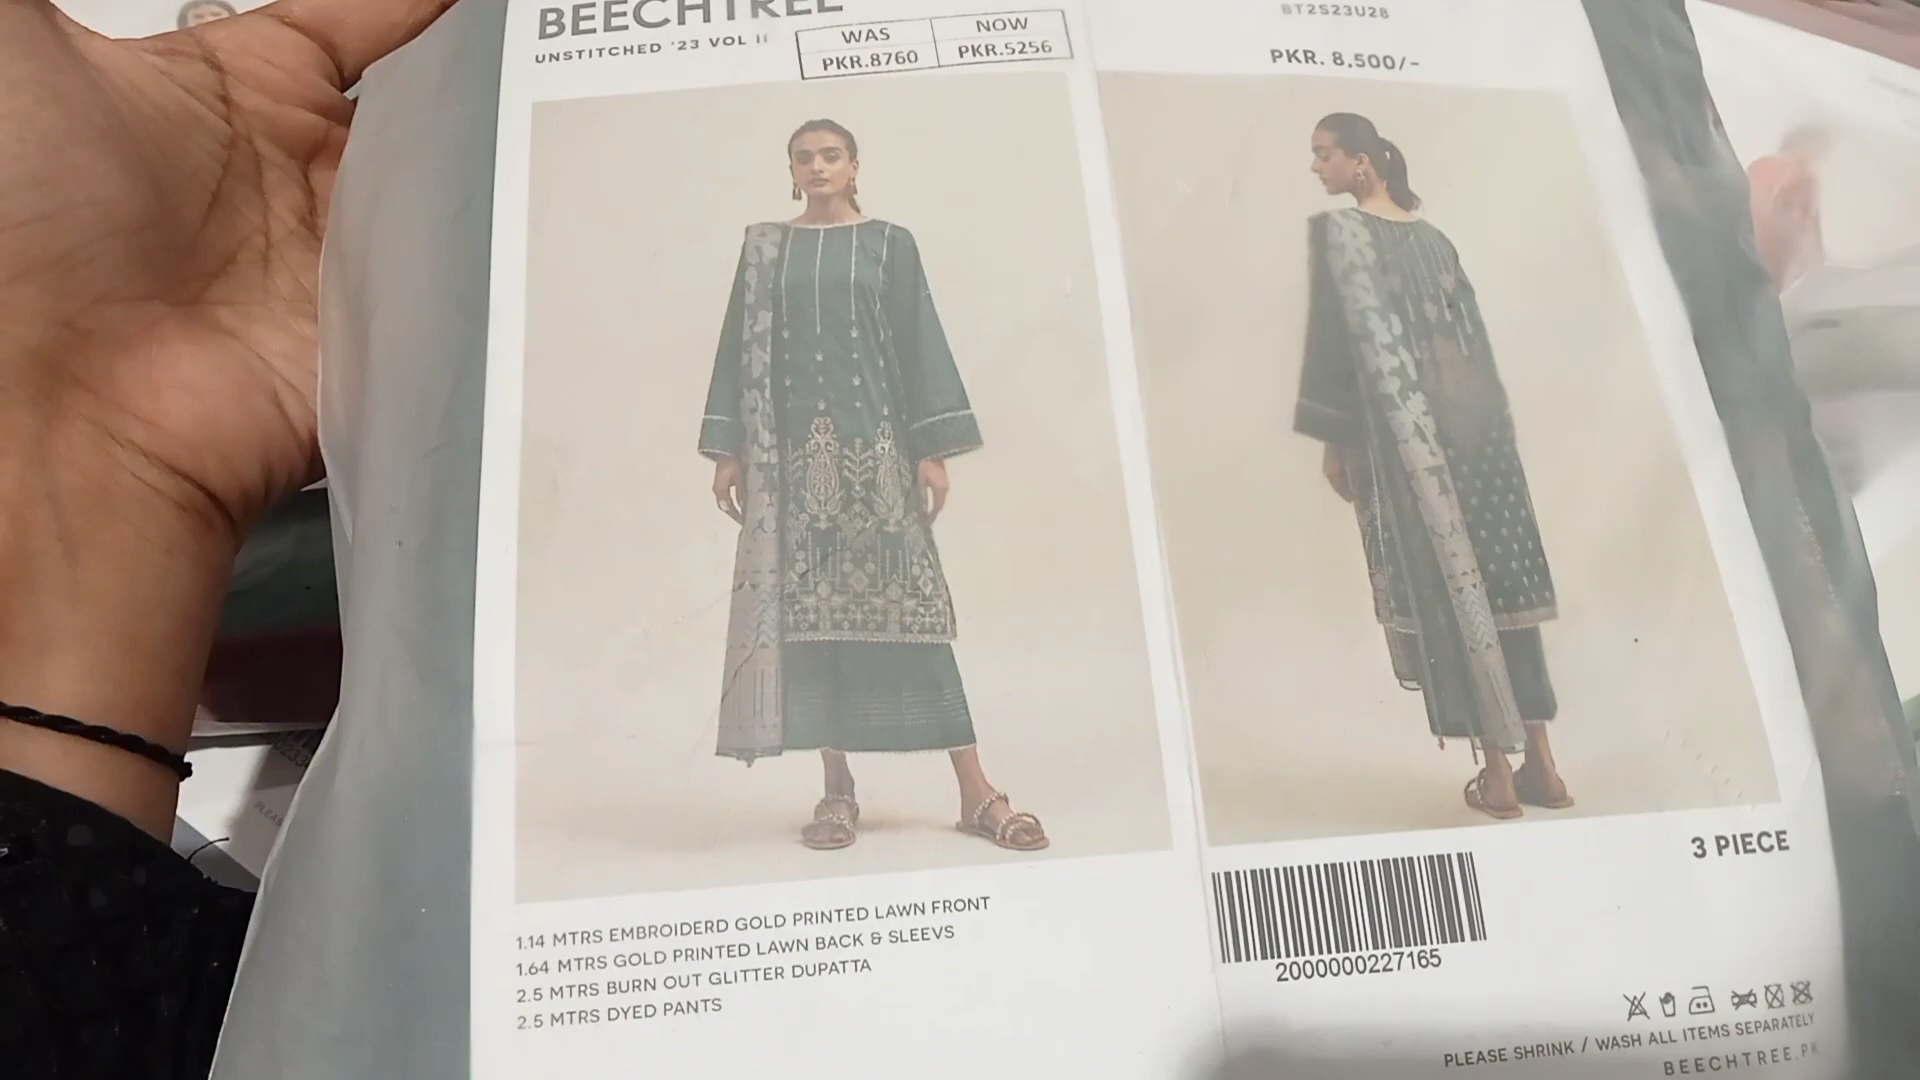 BEECHTREE
UNSTITCHED '23 VOL II
WAS
NOW
PKR.8760
PKR.5256
BT2S23U28
PKR. 8,500/-
1.14 MTRS EMBROIDERD GOLD PRINTED LAWN FRONT
1.64 MTRS GOLD PRINTED LAWN BACK & SLEEVS
2.5 MTRS BURN OUT GLITTER DUPATTA
2.5 MTRS DYED PANTS
3 PIECE
2000000227165
PLEASE SHRINK / WASH ALL ITEMS SEPARATELY
BEECHTREE.PK